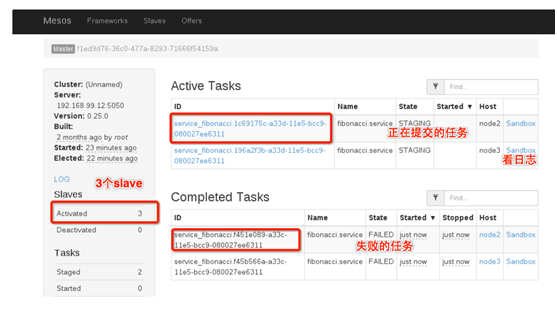 Mesos Frameworks Slaves Offers
Master f1ed9d76-36c0-477a-8293-71666f54159a
Cluster: (Unnamed)
Server:
192.168.99.12:5050
Version: 0.25.0
Built:
2 months ago by root
Started: 23 minutes ago
Elected: 22 minutes ago
LOG
3个slave
Slaves
Activated 3
Deactivated 0
Tasks
Staged 2
Started 0
Active Tasks
Find...
ID Name State Started ▼ Host
service_fibonacci.1c69175c-a33d-11e5-bcc9-
080027ee6311
fibonacci.service STAGING node2 Sandbox
正在提交的任务
service_fibonacci.196a2f3b-a33d-11e5-bcc9-
080027ee6311
fibonacci.service STAGING node3 Sandbox
看日志
Completed Tasks
Find...
ID Name State Started ▼ Stopped Host
service_fibonacci.f451e089-a33c-
11e5-bcc9-080027ee6311
fibonacci.service FAILED just now just now node2 Sandbox
失败的任务
service_fibonacci.f45b566a-a33c-
11e5-bcc9-080027ee6311
fibonacci.service FAILED just now just now node3 Sandbox